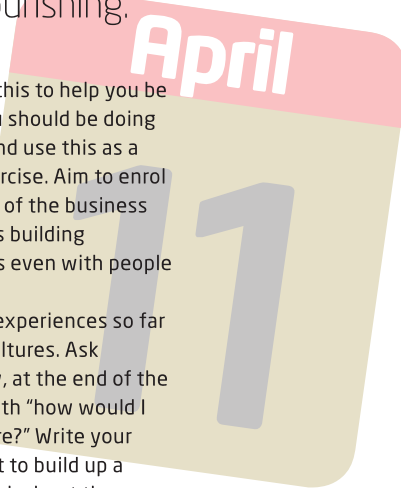 urishing.
April
11
this to help you be
should be doing
nd use this as a
rcise. Aim to enrol
of the business
s building
s even with people
experiences so far
ltures. Ask
, at the end of the
th “how would I
re?” Write your
t to build up a